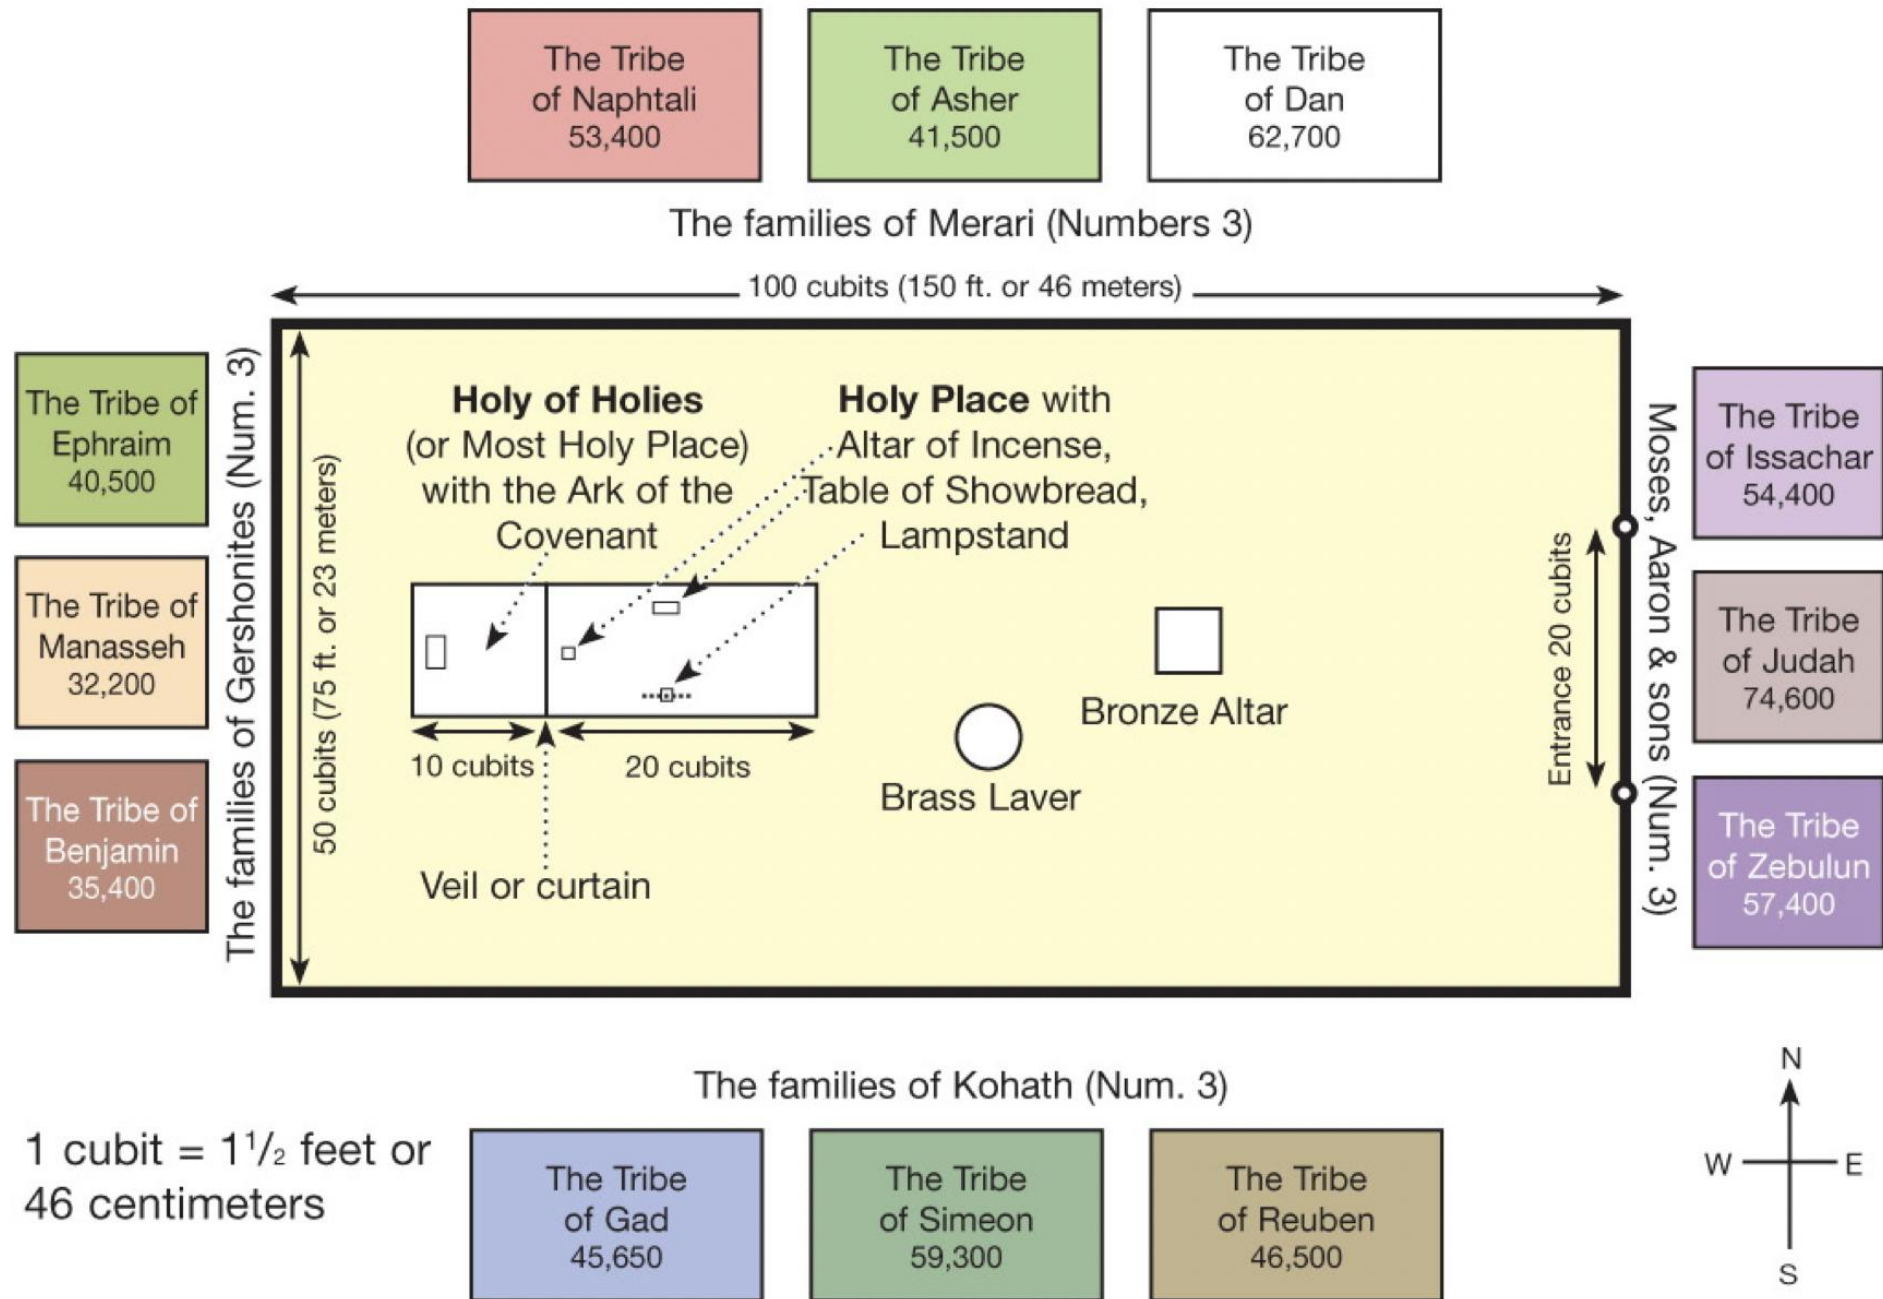 The Tribe
of Naphtali
53,400
The Tribe
of Asher
41,500
The Tribe
of Dan
62,700
The families of Merari (Numbers 3)
100 cubits (150 ft. or 46 meters)
The Tribe of
Ephraim
40,500
The Tribe of
Manasseh
32,200
The Tribe of
Benjamin
35,400
The families of Gershonites (Num. 3)
50 cubits (75 ft. or 23 meters)
Holy of Holies
(or Most Holy Place)
with the Ark of the
Covenant
Holy Place with
Altar of Incense,
Table of Showbread,
Lampstand
10 cubits
20 cubits
Veil or curtain
Brass Laver
Bronze Altar
Entrance 20 cubits
Moses, Aaron & sons (Num. 3)
The Tribe
of Issachar
54,400
The Tribe
of Judah
74,600
The Tribe
of Zebulun
57,400
The families of Kohath (Num. 3)
1 cubit = 1 1/2 feet or
46 centimeters
The Tribe
of Gad
45,650
The Tribe
of Simeon
59,300
The Tribe
of Reuben
46,500
N
W E
S